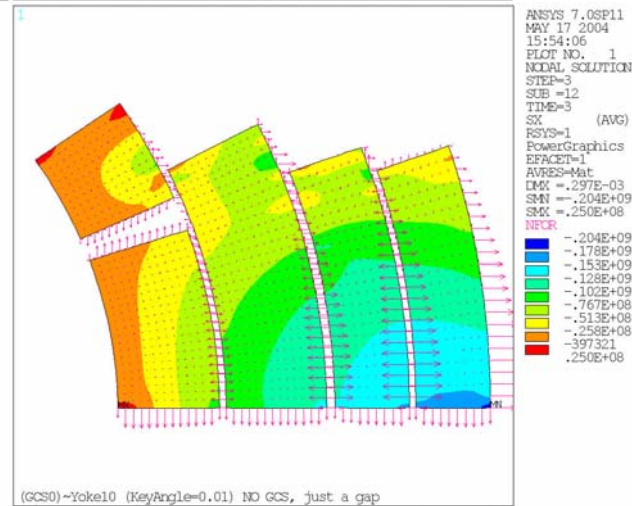 1
ANSYS 7.0SP11
MAY 17 2004
15:54:06
PLOT NO. 1
NODAL SOLUTION
STEP=3
SUB =12
TIME=3
SX (AVG)
RSYS=1
PowerGraphics
EFACET=1
AVRES=Mat
DMX =.297E-03
SMN =-.204E+09
SMX =.250E+08
NFOR
-.204E+09
-.178E+09
-.153E+09
-.128E+09
-.102E+09
-.767E+08
-.513E+08
-.258E+08
-397321
.250E+08
MN
(GCS0)~Yoke10 (KeyAngle=0.01) NO GCS, just a gap